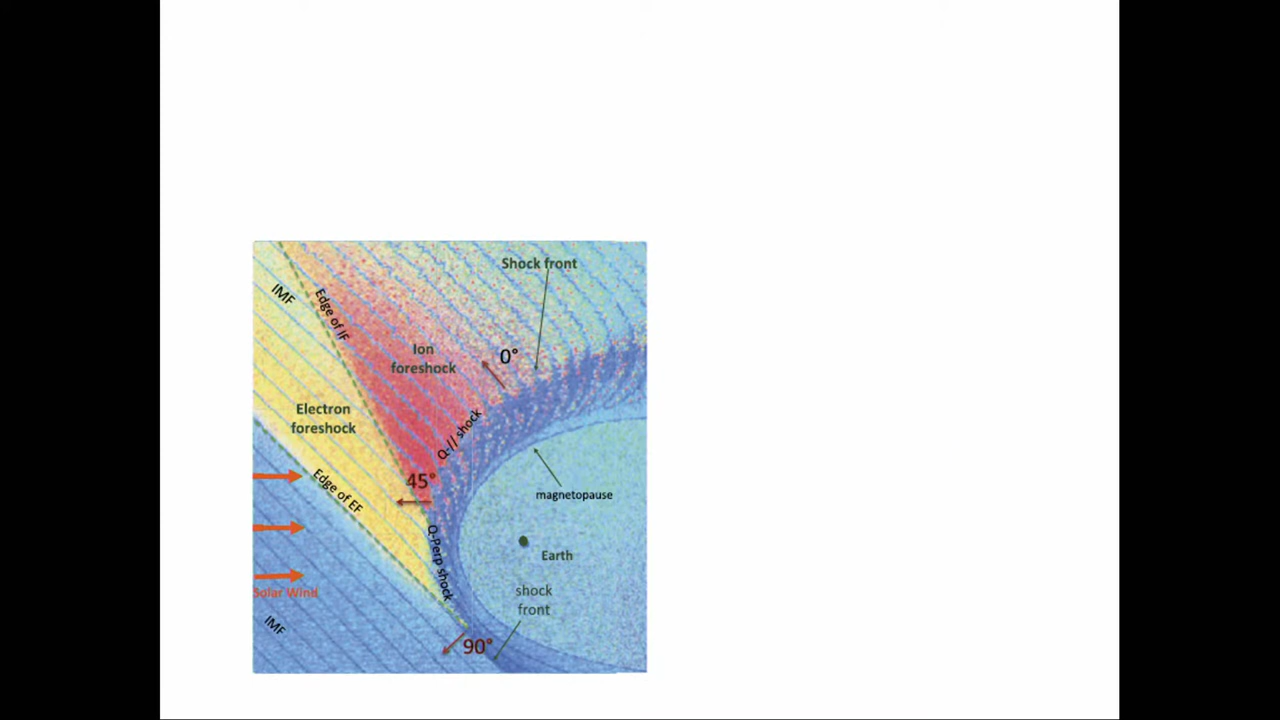 Shock front
IMF
Edge of IF
Ion
foreshock
0°
Electron
foreshock
Q-// shock
45°
Edge of EF
magnetopause
Q-Perp shock
Earth
Solar Wind
shock
front
IMF
90°